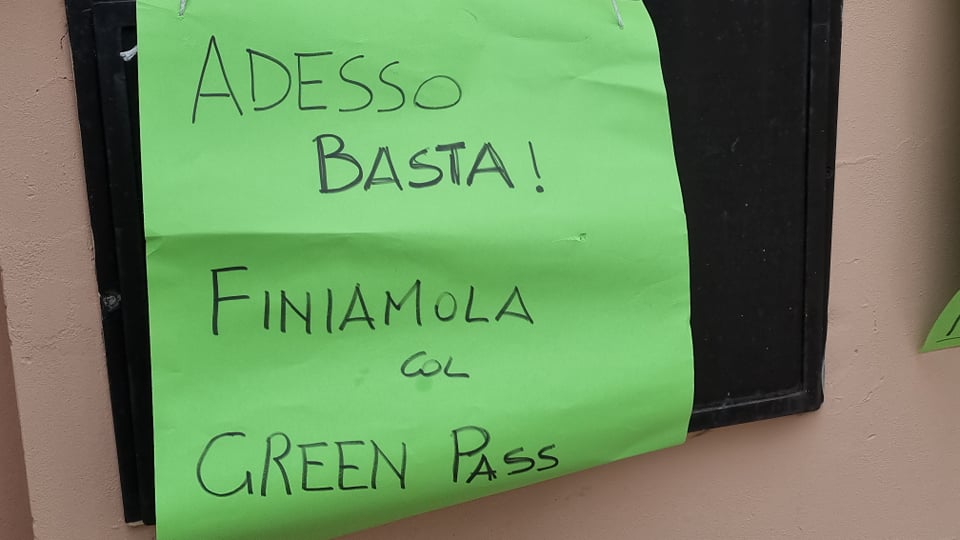 ADESSO
BASTA!
FINIAMOLA
COL
GREEN PASS